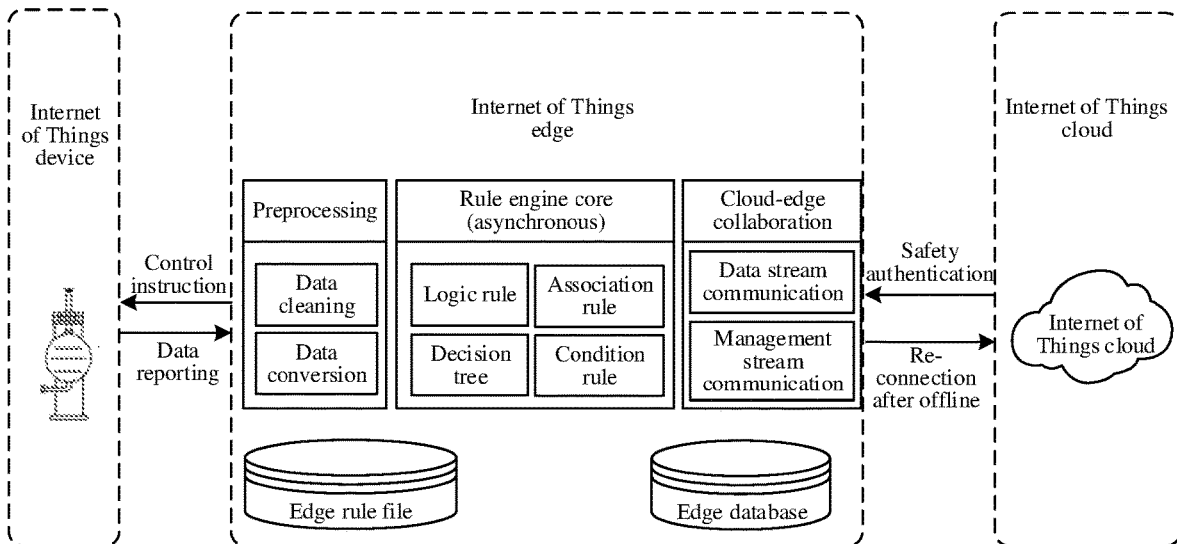 Internet
of Things
device
Internet of Things
edge
Internet of Things
cloud
Preprocessing
Rule engine core
(asynchronous)
Cloud-edge
collaboration
Control
instruction
Data
reporting
Data
cleaning
Data
conversion
Logic rule
Association
rule
Decision
tree
Condition
rule
Data stream
communication
Management
stream
communication
Safety
authentication
Re-
connection
after offline
Internet of
Things cloud
Edge rule file
Edge database